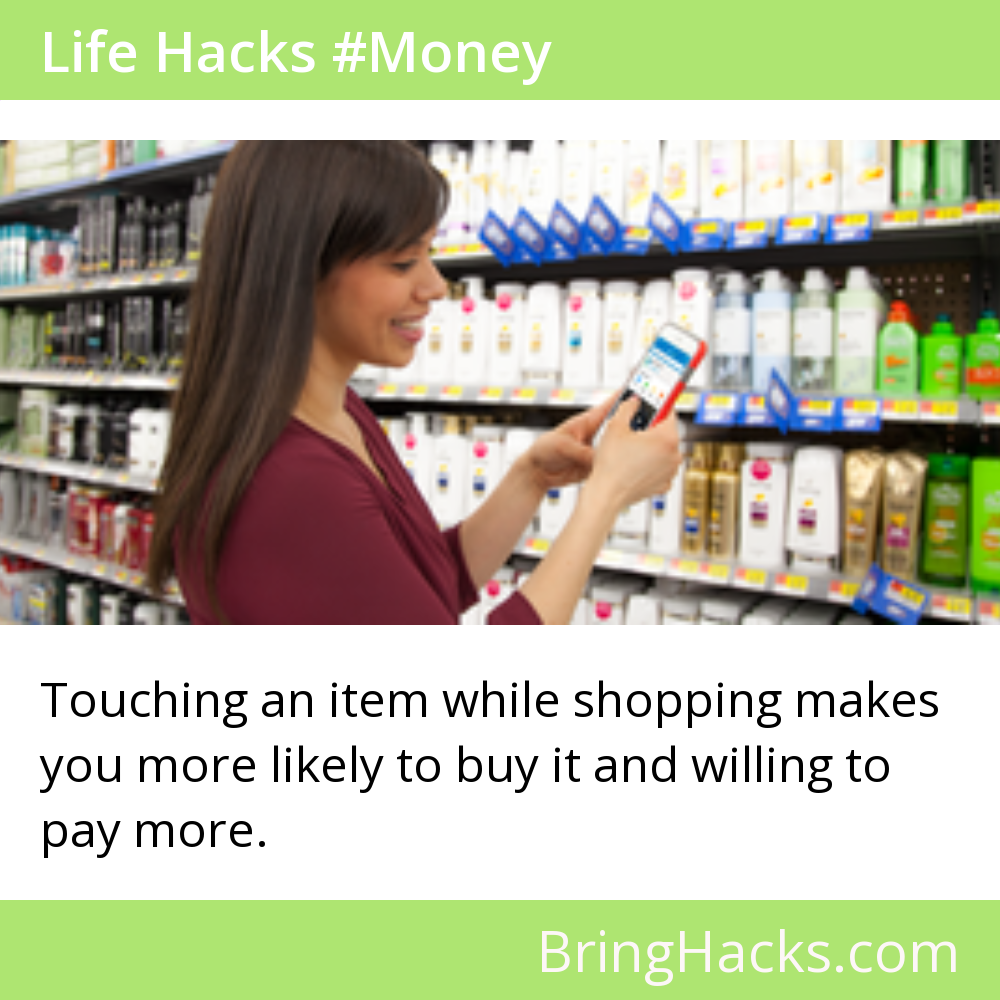 Life Hacks #Money
Touching an item while shopping makes
you more likely to buy it and willing to
pay more.
BringHacks.com